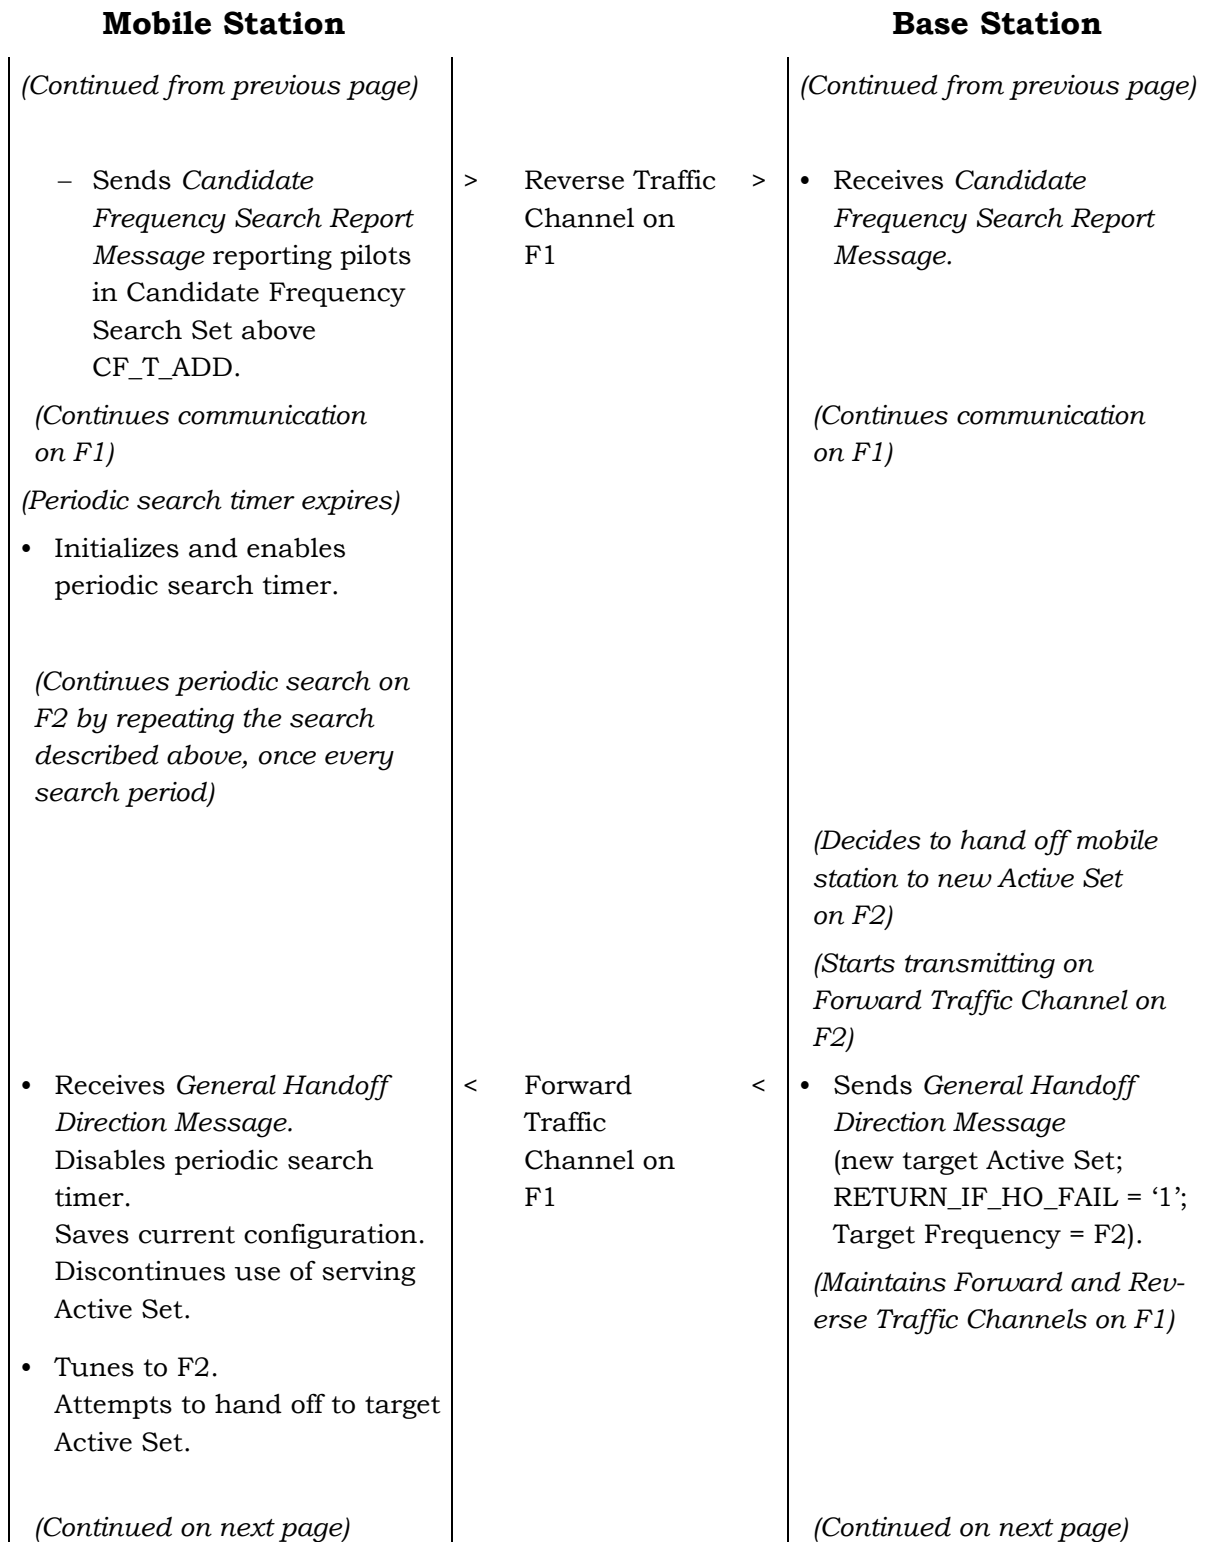 Mobile Station
Base Station
(Continued from previous page)
(Continued from previous page)
– Sends Candidate
Frequency Search Report
Message reporting pilots
in Candidate Frequency
Search Set above
CF_T_ADD.
> Reverse Traffic >
Channel on
F1
• Receives Candidate
Frequency Search Report
Message.
(Continues communication
on F1)
(Continues communication
on F1)
(Periodic search timer expires)
• Initializes and enables
periodic search timer.
(Continues periodic search on
F2 by repeating the search
described above, once every
search period)
(Decides to hand off mobile
station to new Active Set
on F2)
(Starts transmitting on
Forward Traffic Channel on
F2)
• Receives General Handoff
Direction Message.
Disables periodic search
timer.
Saves current configuration.
Discontinues use of serving
Active Set.
< Forward <
Traffic
Channel on
F1
• Sends General Handoff
Direction Message
(new target Active Set;
RETURN_IF_HO_FAIL = ‘1’;
Target Frequency = F2).
(Maintains Forward and Rev-
erse Traffic Channels on F1)
• Tunes to F2.
Attempts to hand off to target
Active Set.
(Continued on next page)
(Continued on next page)